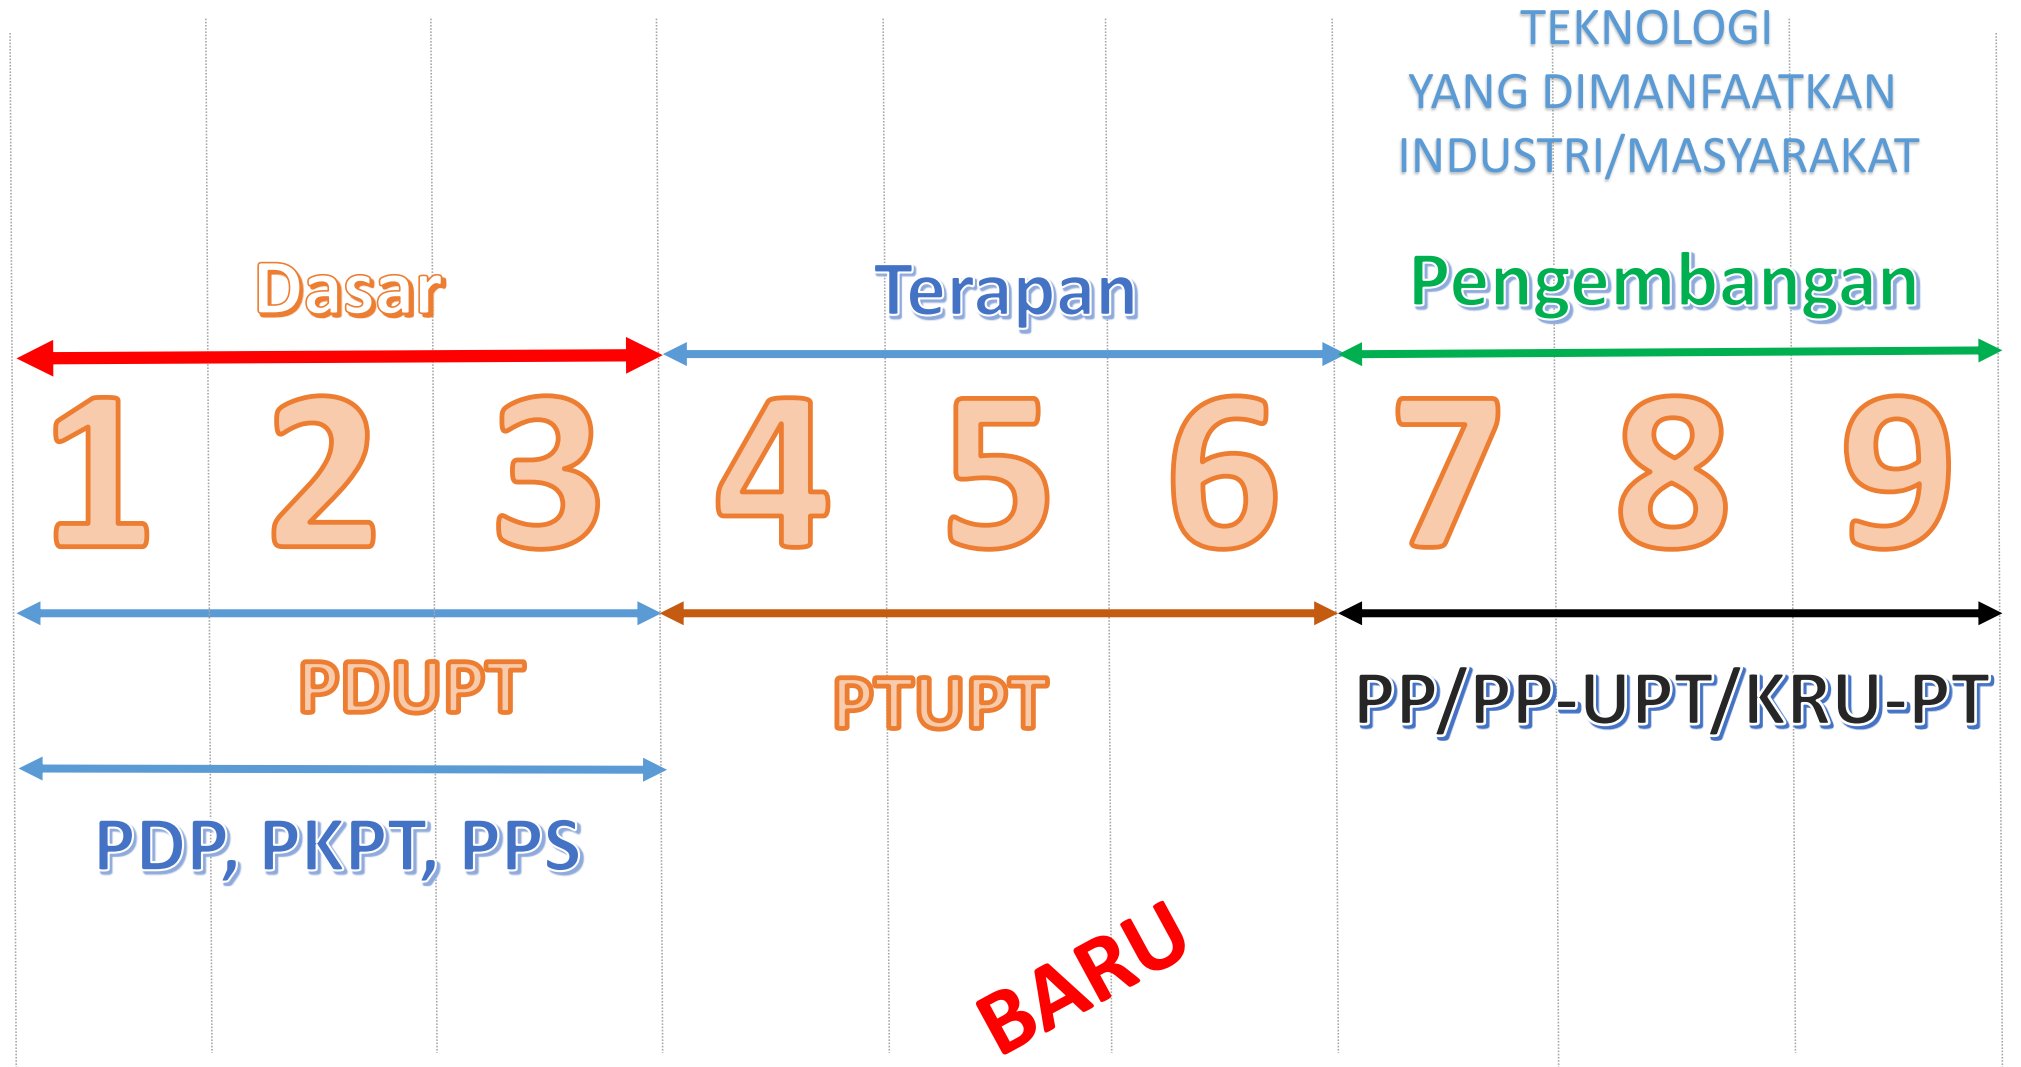 TEKNOLOGI
YANG DIMANFAATKAN
INDUSTRI/MASYARAKAT
Dasar
Terapan
Pengembangan
1 2 3 4 5 6 7 8 9
PDUPT
PTUPT
PP/PP-UPT/KRU-PT
PDP, PKPT, PPS
BARU